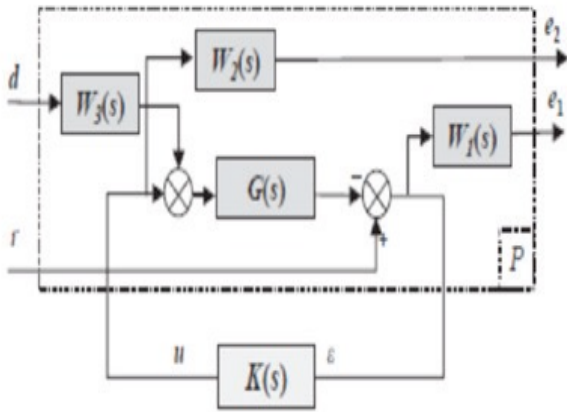 e₂
d
W₂(s)
e₁
W₃(s)
W₁(s)
G(s)
−
+
r
P
u
ε
K(s)